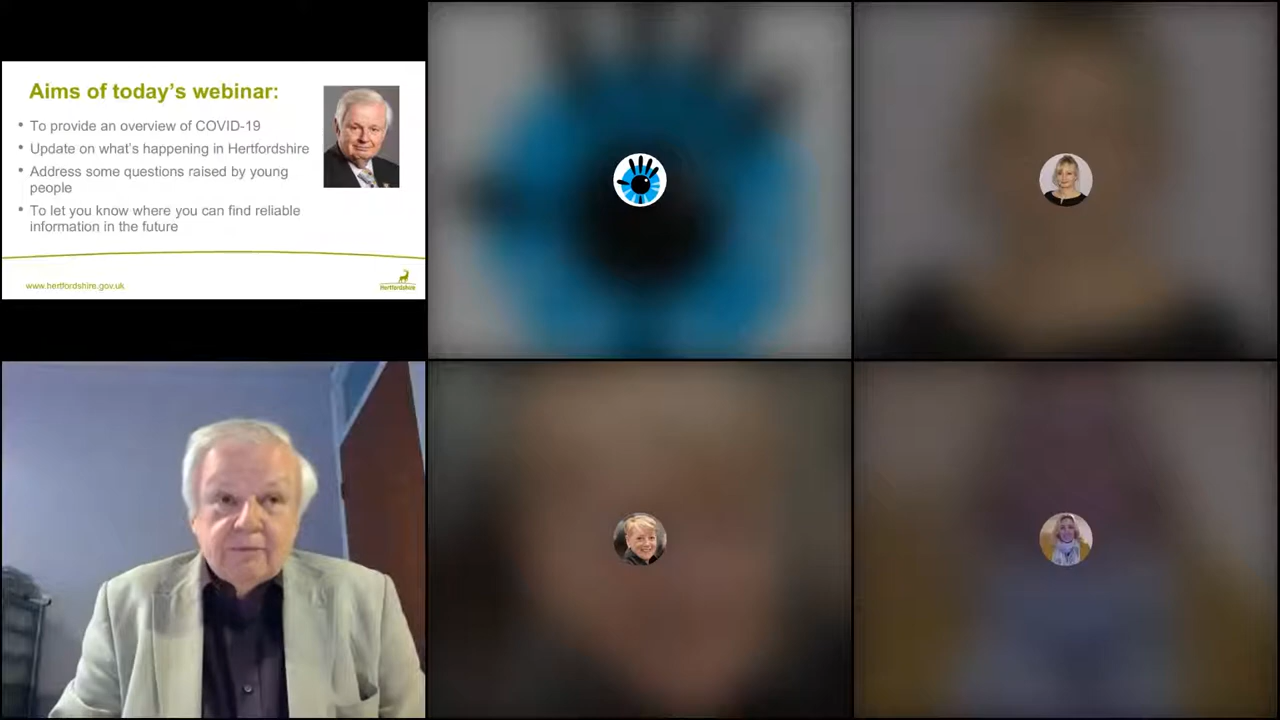 Aims of today's webinar:
• To provide an overview of COVID-19
• Update on what's happening in Hertfordshire
• Address some questions raised by young
people
• To let you know where you can find reliable
information in the future
www.hertfordshire.gov.uk
Hertfordshire